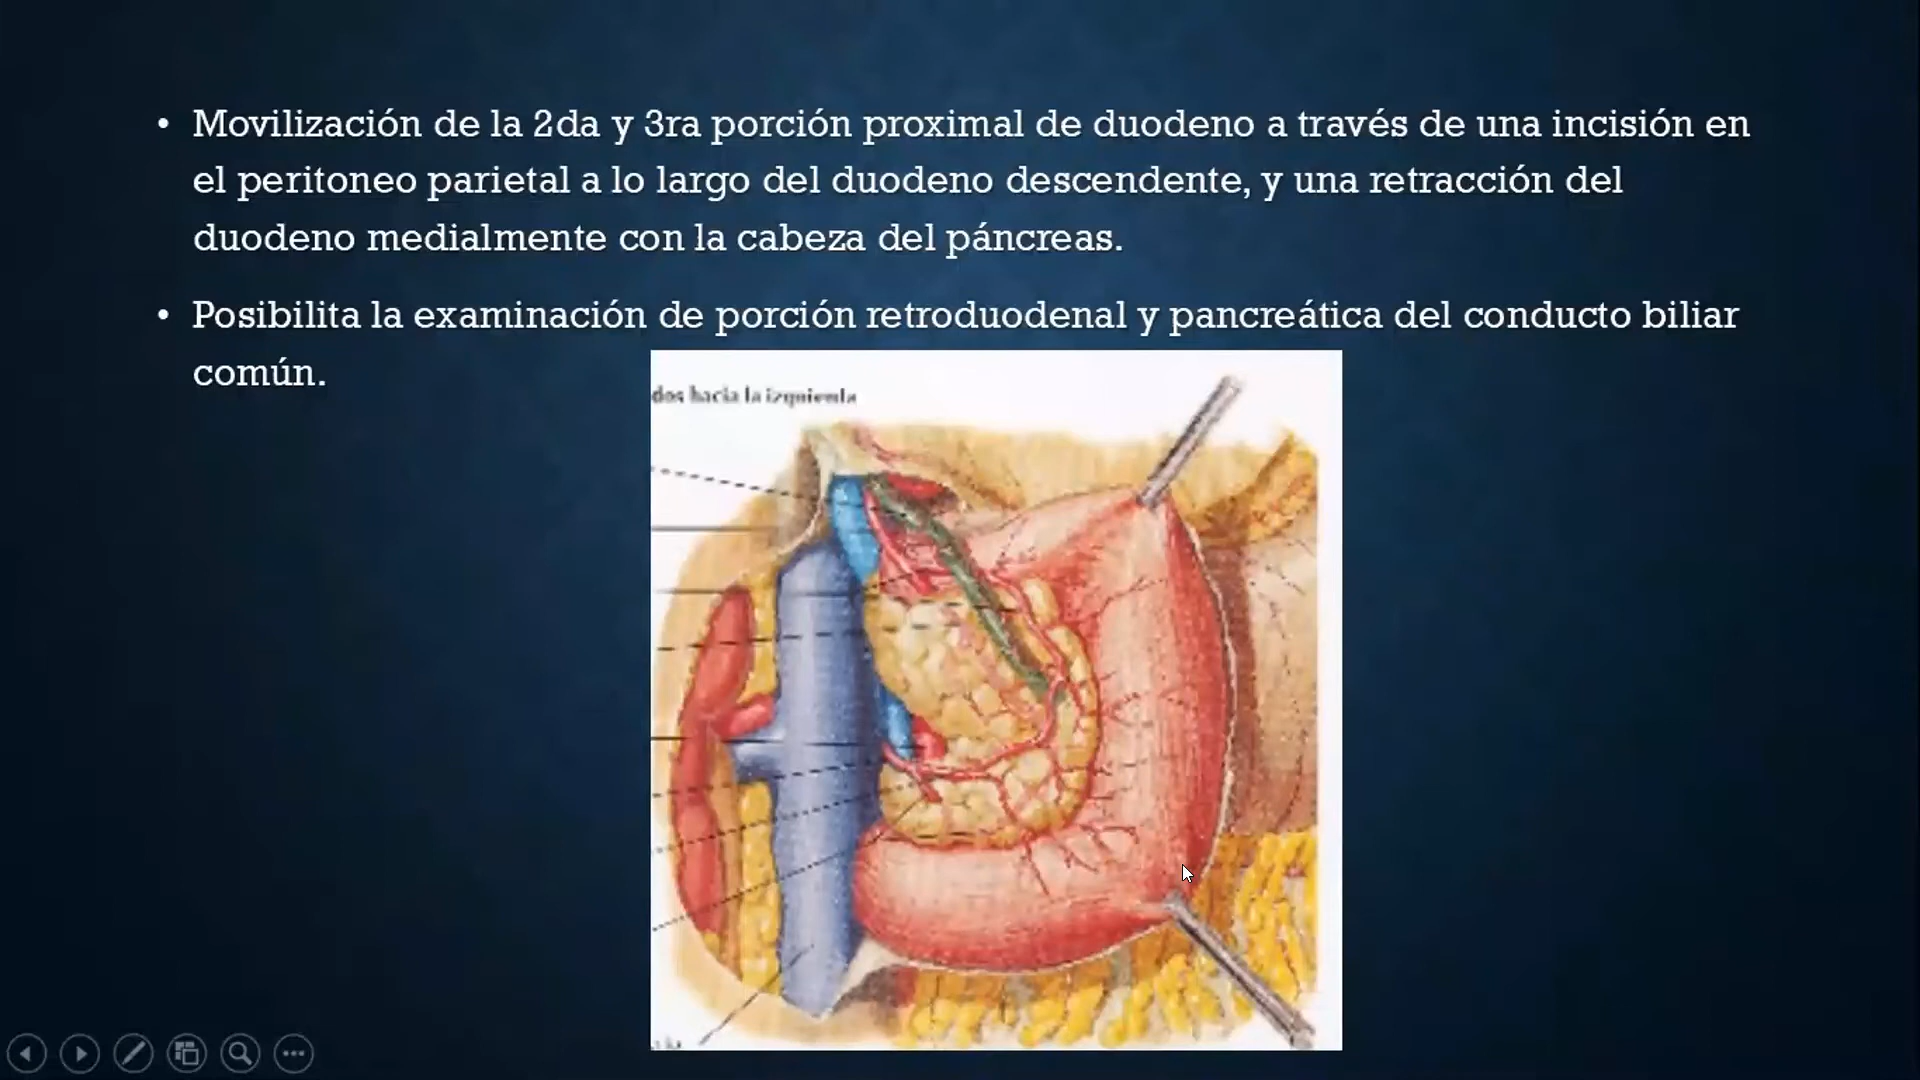 • Movilización de la 2da y 3ra porción proximal de duodeno a través de una incisión en
el peritoneo parietal a lo largo del duodeno descendente, y una retracción del
duodeno medialmente con la cabeza del páncreas.
• Posibilita la examinación de porción retroduodenal y pancreática del conducto biliar
común.
dos hacia la izquierda